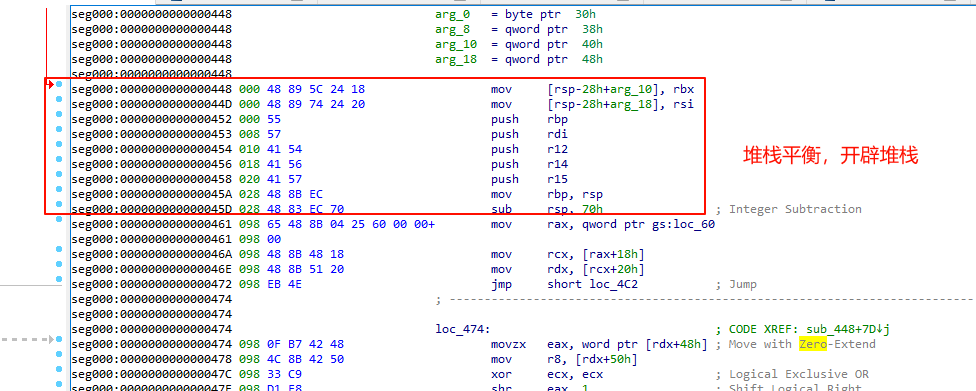 seg000:0000000000000448 arg_0 = byte ptr 30h
seg000:0000000000000448 arg_8 = qword ptr 38h
seg000:0000000000000448 arg_10 = qword ptr 40h
seg000:0000000000000448 arg_18 = qword ptr 48h
seg000:0000000000000448
seg000:0000000000000448 000 48 89 5C 24 18 mov [rsp-28h+arg_10], rbx
seg000:000000000000044D 000 48 89 74 24 20 mov [rsp-28h+arg_18], rsi
seg000:0000000000000452 000 55 push rbp
seg000:0000000000000453 008 57 push rdi
seg000:0000000000000454 010 41 54 push r12
seg000:0000000000000456 018 41 56 push r14
seg000:0000000000000458 020 41 57 push r15
seg000:000000000000045A 028 48 8B EC mov rbp, rsp
seg000:000000000000045D 028 48 83 EC 70 sub rsp, 70h ; Integer Subtraction
堆栈平衡，开辟堆栈
seg000:0000000000000461 098 65 48 8B 04 25 60 00 00+ mov rax, qword ptr gs:loc_60
seg000:0000000000000461 098 00
seg000:000000000000046A 098 48 8B 48 18 mov rcx, [rax+18h]
seg000:000000000000046E 098 48 8B 51 20 mov rdx, [rcx+20h]
seg000:0000000000000472 098 EB 4E jmp short loc_4C2 ; Jump
seg000:0000000000000474 ; ---------------------------------------------------------------------------
seg000:0000000000000474
seg000:0000000000000474 loc_474: ; CODE XREF: sub_448+7D↓j
seg000:0000000000000474 098 0F B7 42 48 movzx eax, word ptr [rdx+48h] ; Move with Zero-Extend
seg000:0000000000000478 098 4C 8B 42 50 mov r8, [rdx+50h]
seg000:000000000000047C 098 33 C9 xor ecx, ecx ; Logical Exclusive OR
seg000:000000000000047E 098 D1 E8 shr eax, 1 ; Shift Logical Right